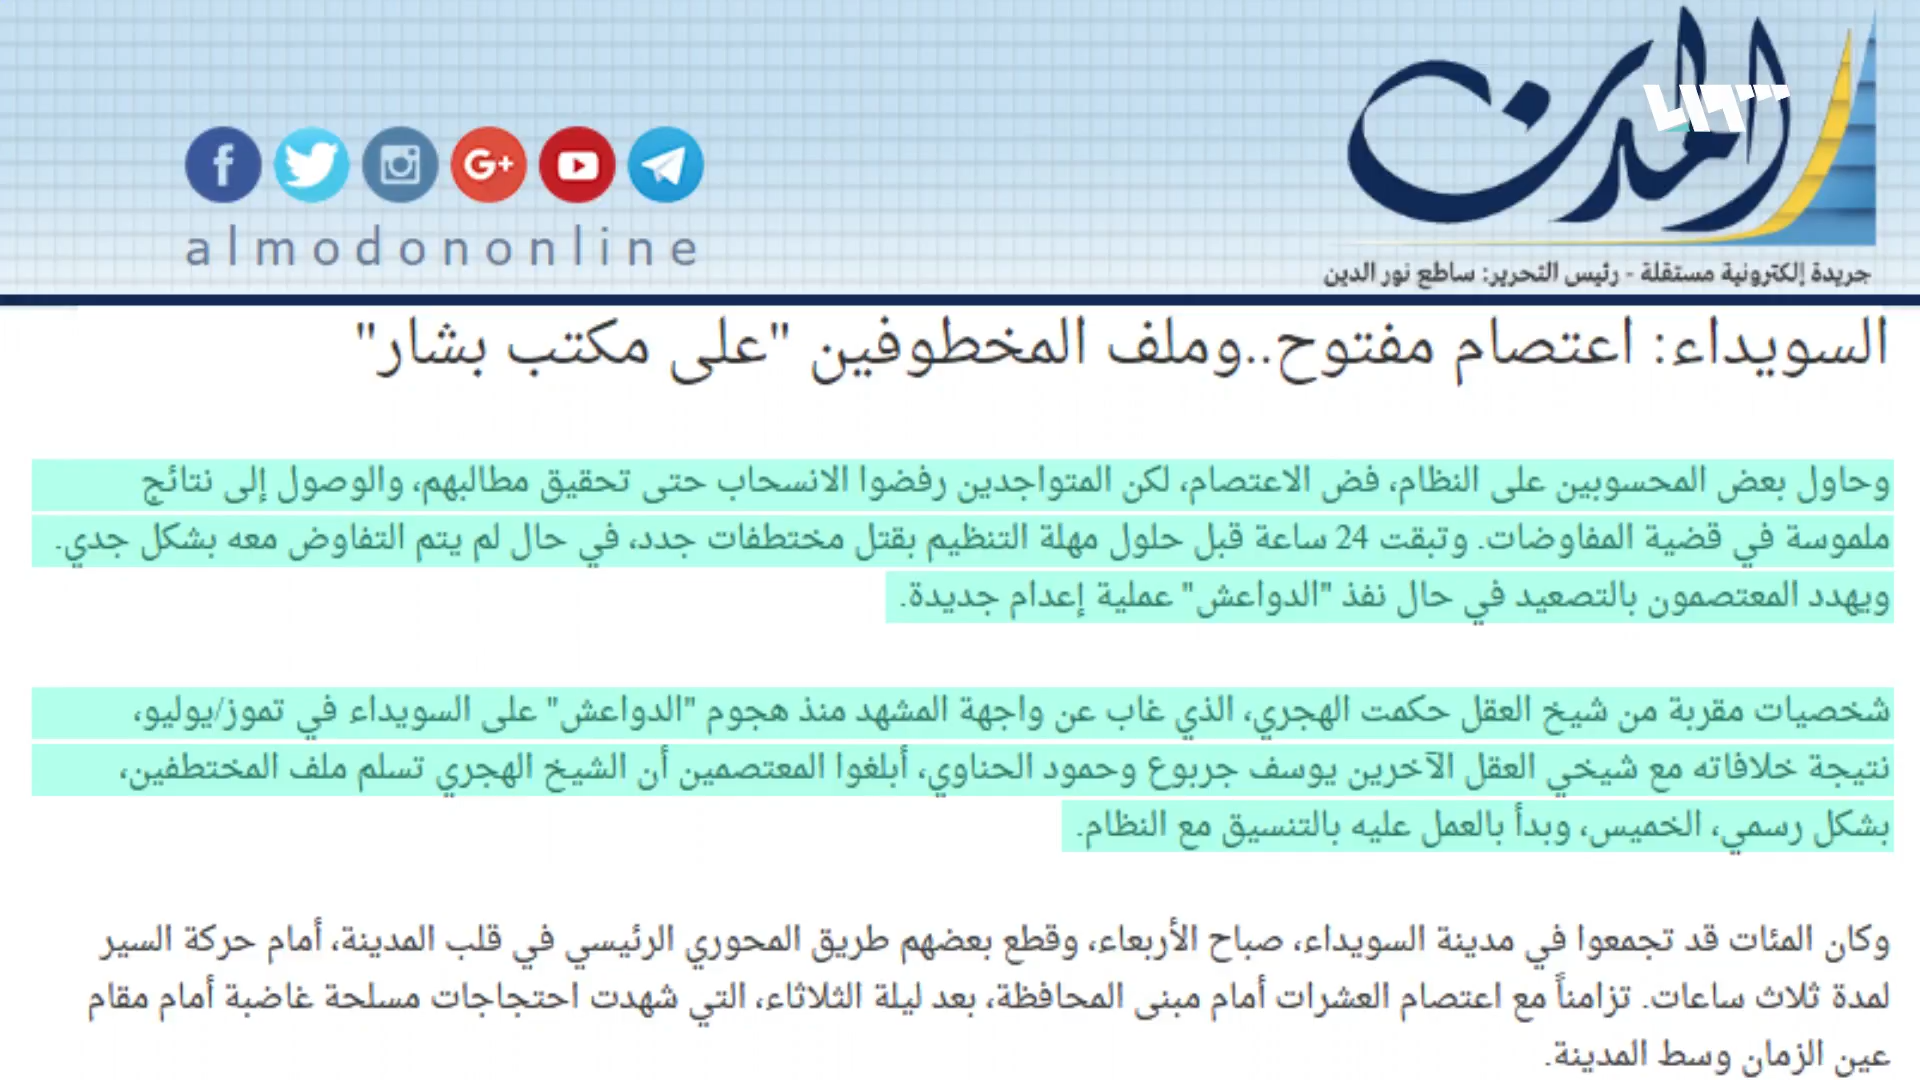 المدن
almodononline
جريدة إلكترونية مستقلة - رئيس التحرير: ساطع نور الدين
السويداء: اعتصام مفتوح..وملف المخطوفين "على مكتب بشار"
وحاول بعض المحسوبين على النظام، فض الاعتصام، لكن المتواجدين رفضوا الانسحاب حتى تحقيق مطالبهم، والوصول إلى نتائج
ملموسة في قضية المفاوضات. وتبقت 24 ساعة قبل حلول مهلة التنظيم بقتل مختطفات جدد، في حال لم يتم التفاوض معه بشكل جدي.
ويهدد المعتصمون بالتصعيد في حال نفذ "الدواعش" عملية إعدام جديدة.
شخصيات مقربة من شيخ العقل حكمت الهجري، الذي غاب عن واجهة المشهد منذ هجوم "الدواعش" على السويداء في تموز/يوليو،
نتيجة خلافاته مع شيخي العقل الآخرين يوسف جربوع وحمود الحناوي، أبلغوا المعتصمين أن الشيخ الهجري تسلم ملف المختطفين،
بشكل رسمي، الخميس، وبدأ بالعمل عليه بالتنسيق مع النظام.
وكان المئات قد تجمعوا في مدينة السويداء، صباح الأربعاء، وقطع بعضهم طريق المحوري الرئيسي في قلب المدينة، أمام حركة السير
لمدة ثلاث ساعات. تزامناً مع اعتصام العشرات أمام مبنى المحافظة، بعد ليلة الثلاثاء، التي شهدت احتجاجات مسلحة غاضبة أمام مقام
عين الزمان وسط المدينة.